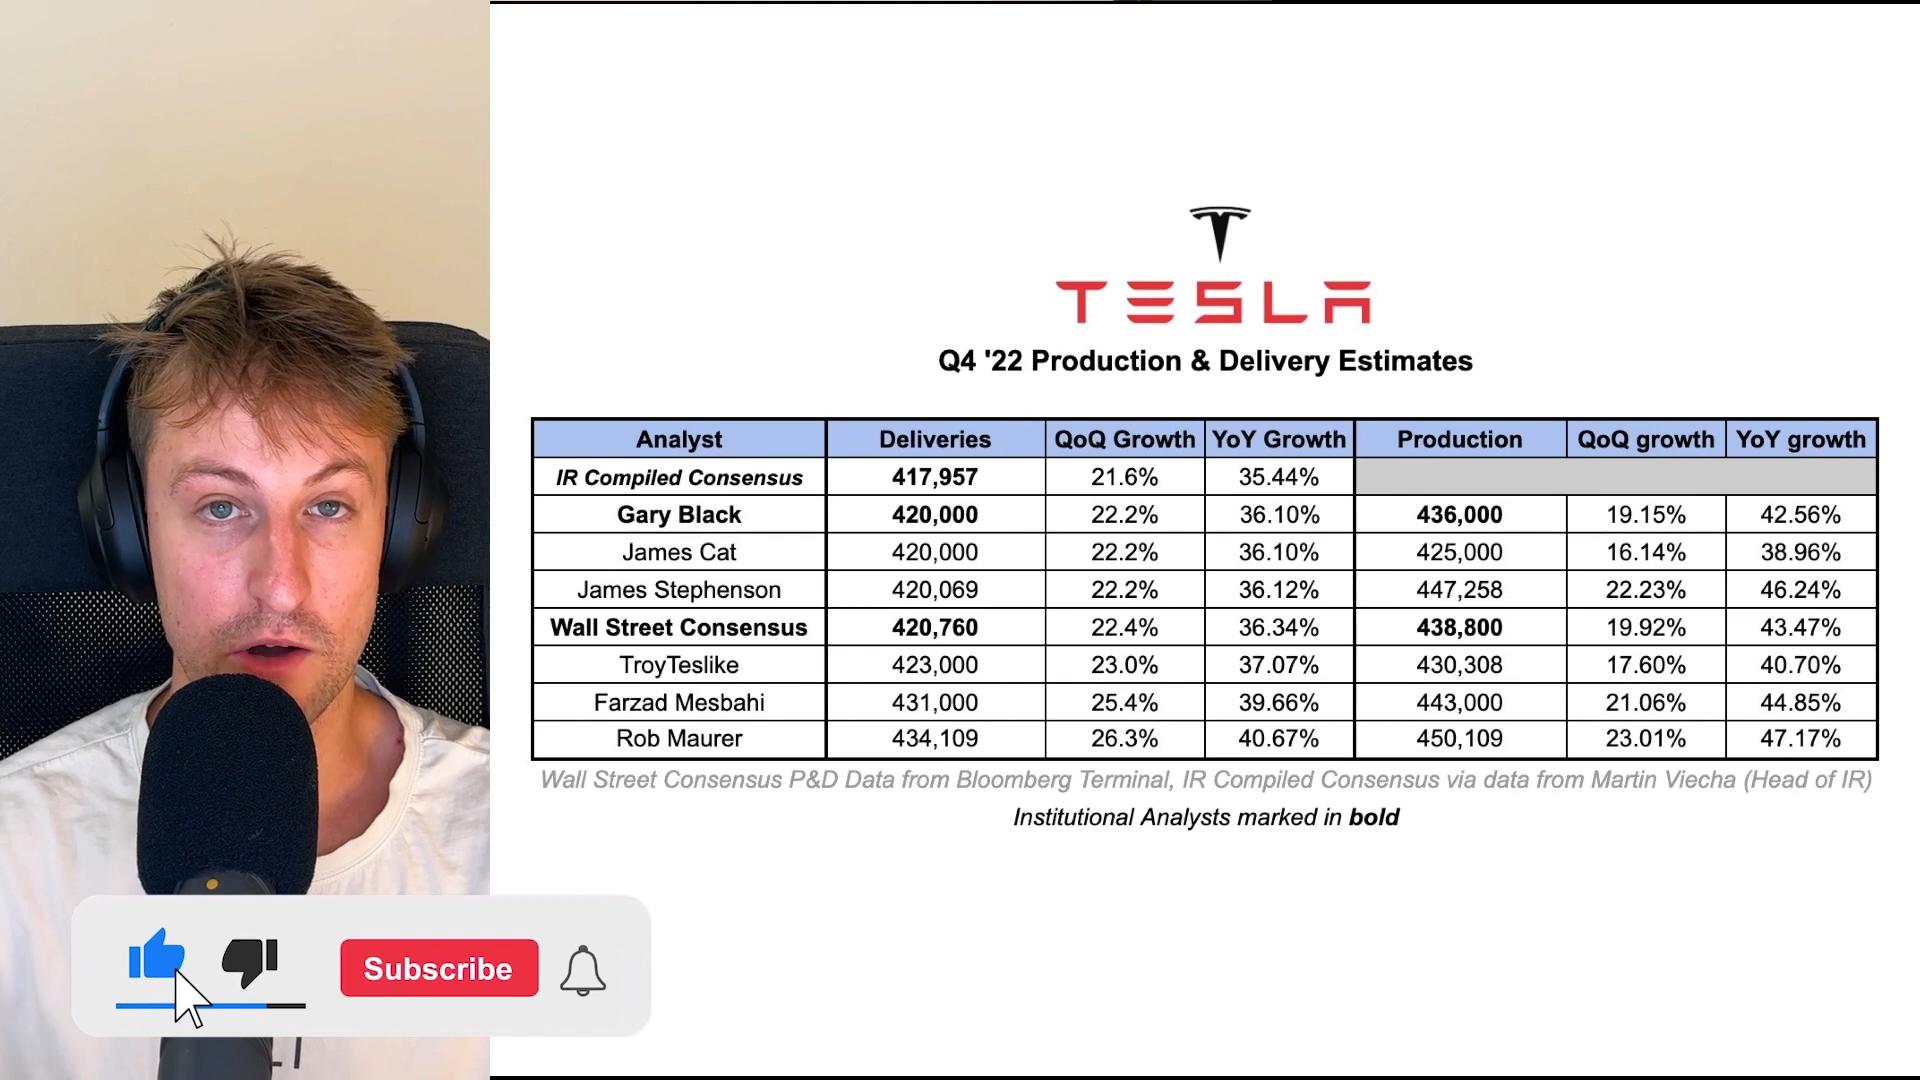 TESLA
Q4 '22 Production & Delivery Estimates
Analyst Deliveries QoQ Growth YoY Growth Production QoQ growth YoY growth
IR Compiled Consensus 417,957 21.6% 35.44%
Gary Black 420,000 22.2% 36.10% 436,000 19.15% 42.56%
James Cat 420,000 22.2% 36.10% 425,000 16.14% 38.96%
James Stephenson 420,069 22.2% 36.12% 447,258 22.23% 46.24%
Wall Street Consensus 420,760 22.4% 36.34% 438,800 19.92% 43.47%
TroyTeslike 423,000 23.0% 37.07% 430,308 17.60% 40.70%
Farzad Mesbahi 431,000 25.4% 39.66% 443,000 21.06% 44.85%
Rob Maurer 434,109 26.3% 40.67% 450,109 23.01% 47.17%
Wall Street Consensus P&D Data from Bloomberg Terminal, IR Compiled Consensus via data from Martin Viecha (Head of IR)
Institutional Analysts marked in bold
Subscribe